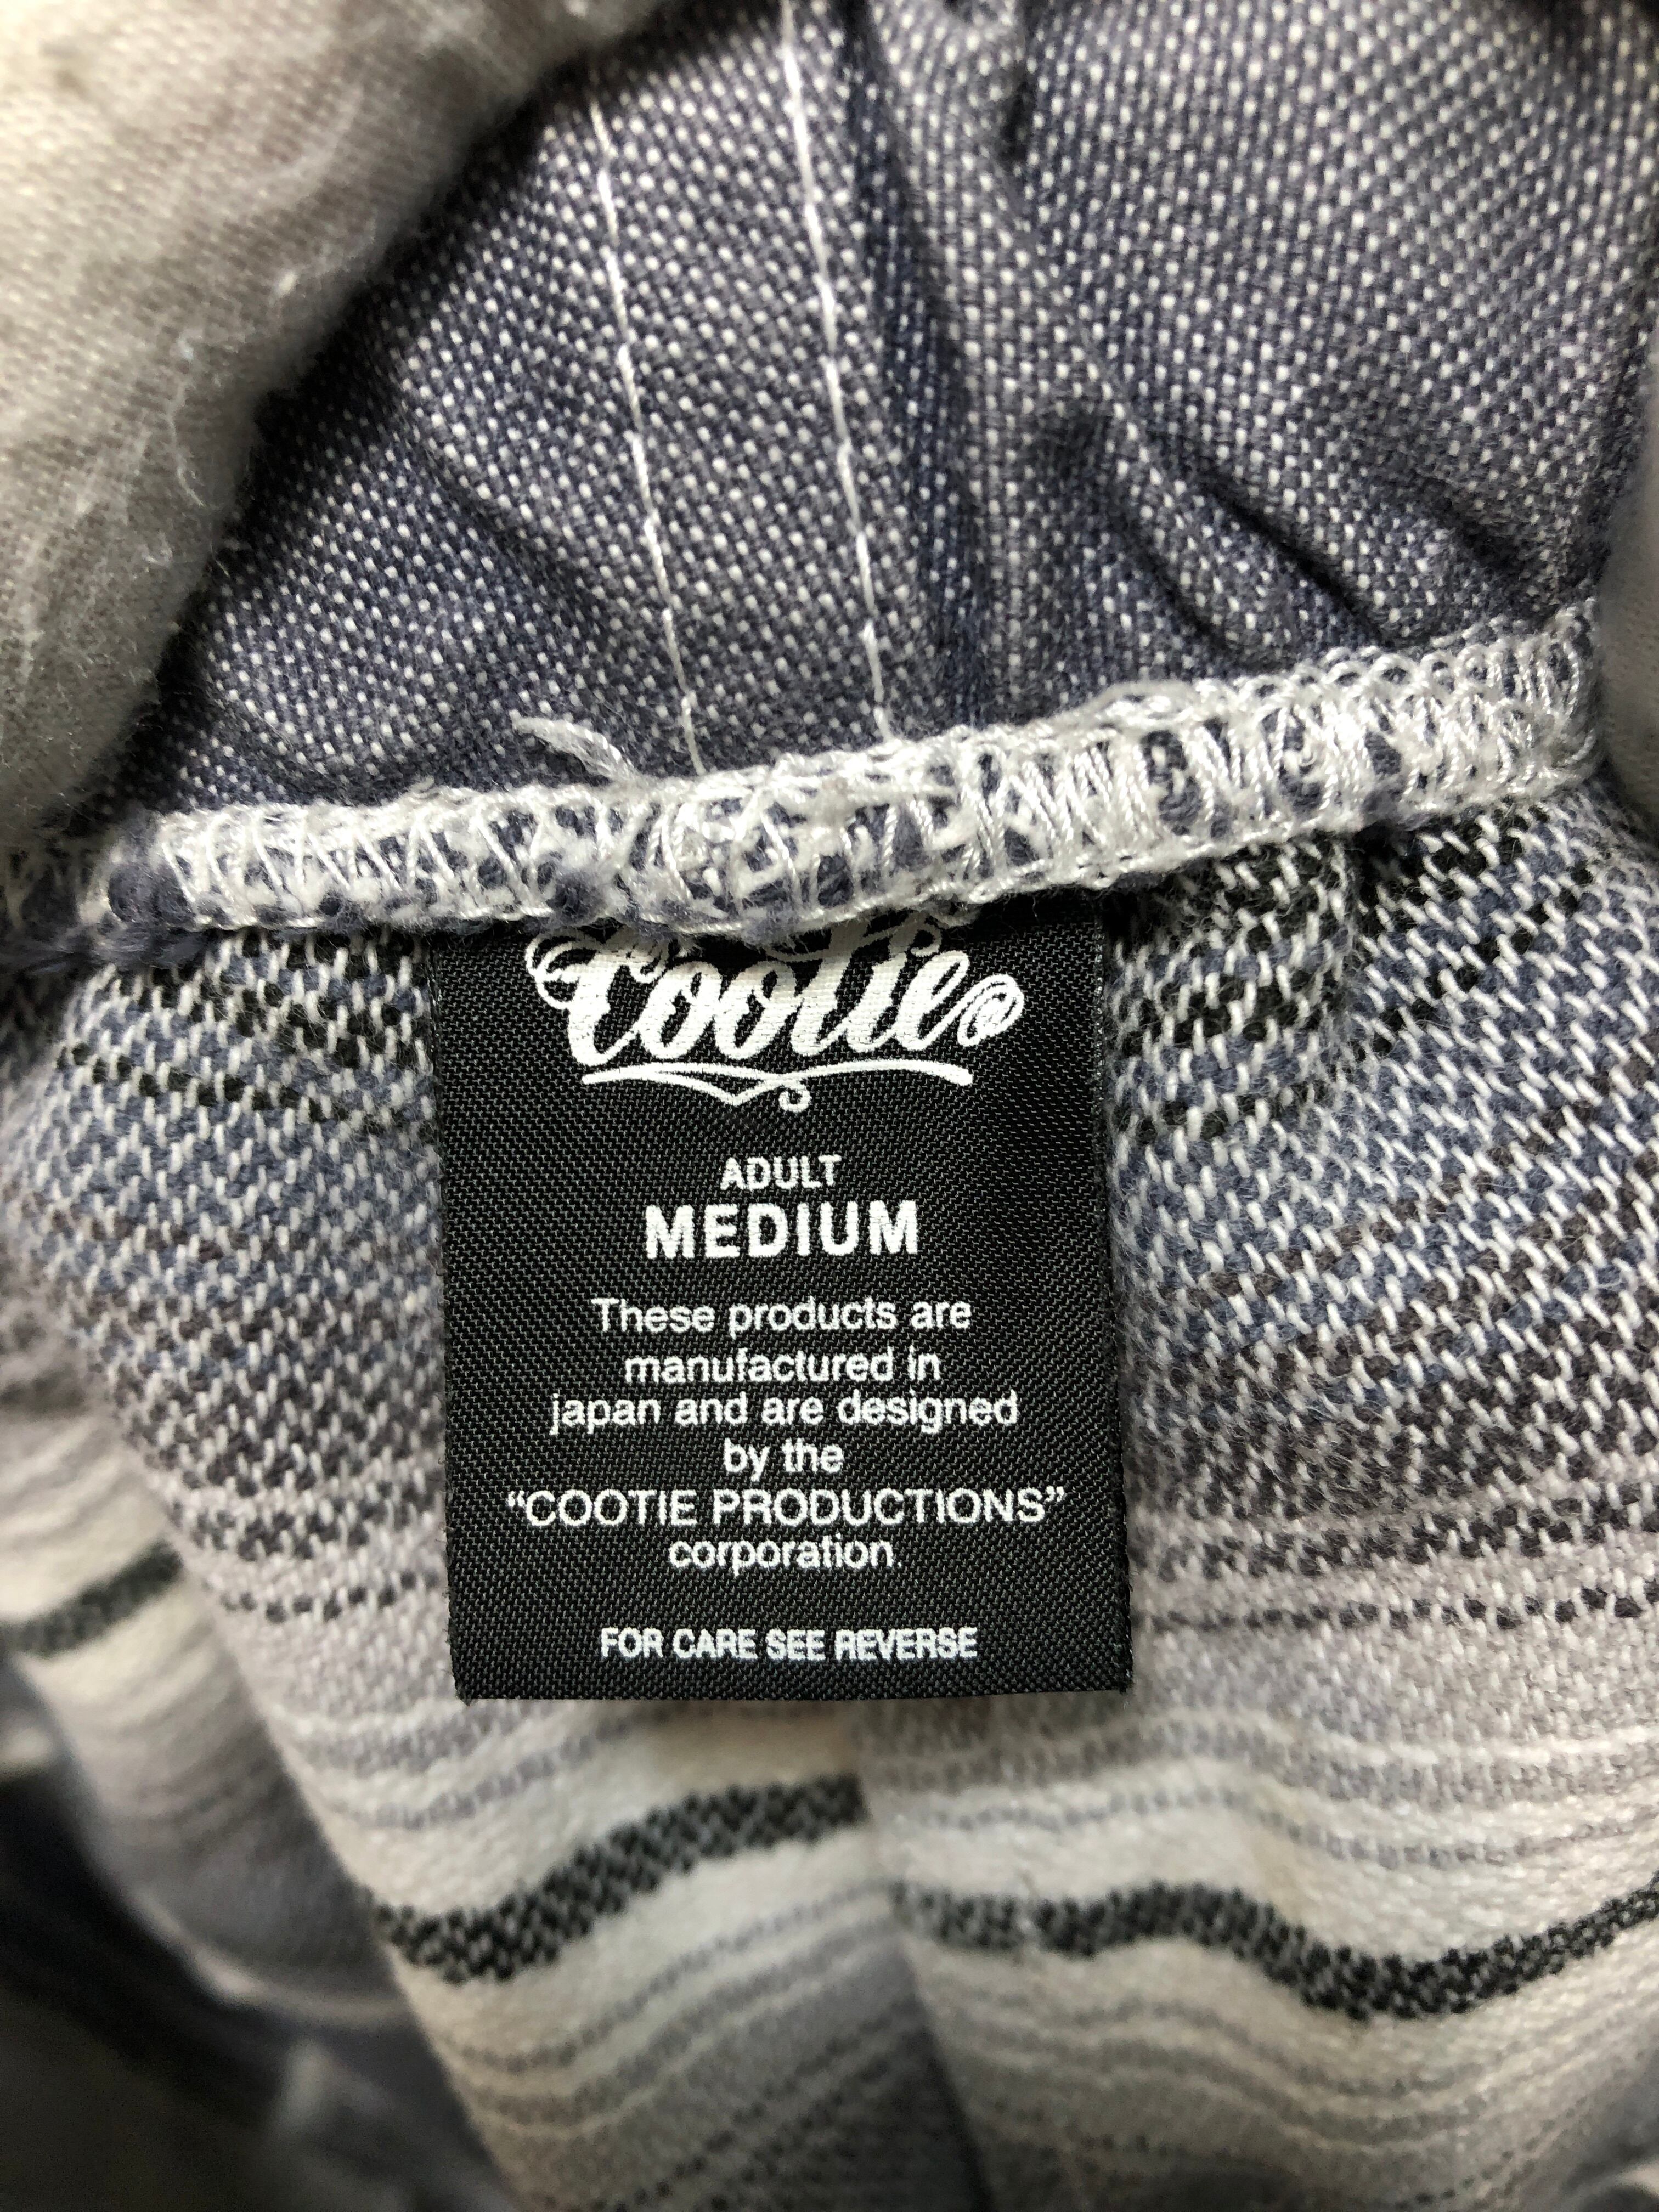 Cootie
ADULT
MEDIUM
These products are
manufactured in
japan and are designed
by the
“COOTIE PRODUCTIONS”
corporation.
FOR CARE SEE REVERSE